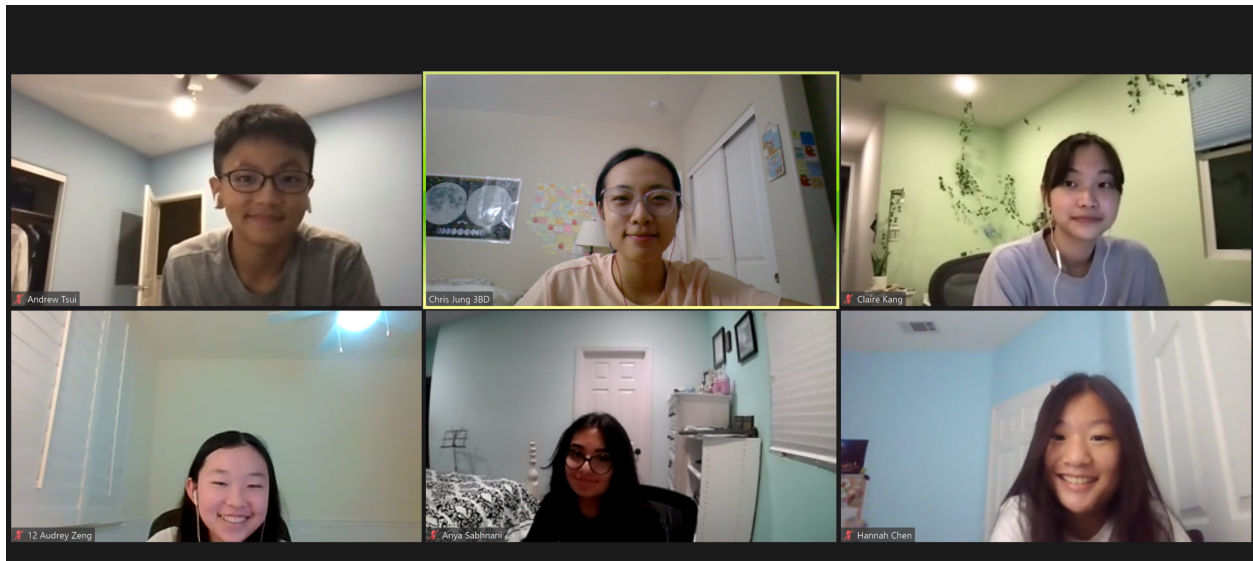 Andrew Tsui
Chris Jung 3BD
Claire Kang
12 Audrey Zeng
Anya Sabhnani
Hannah Chen